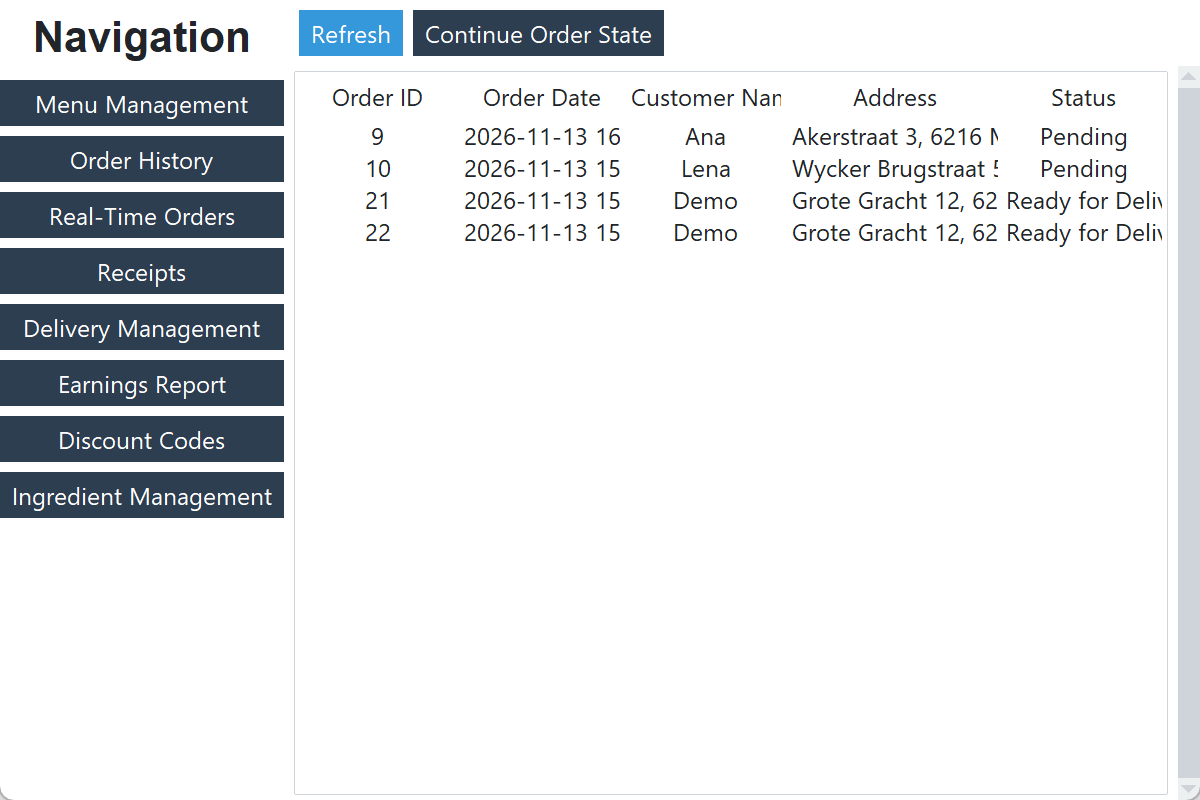 Navigation
Menu Management
Order History
Real-Time Orders
Receipts
Delivery Management
Earnings Report
Discount Codes
Ingredient Management
Refresh Continue Order State
Order ID Order Date Customer Nan Address Status
9 2026-11-13 16 Ana Akerstraat 3, 6216 Pending
10 2026-11-13 15 Lena Wycker Brugstraat Pending
21 2026-11-13 15 Demo Grote Gracht 12, 62 Ready for Deliv
22 2026-11-13 15 Demo Grote Gracht 12, 62 Ready for Deliv